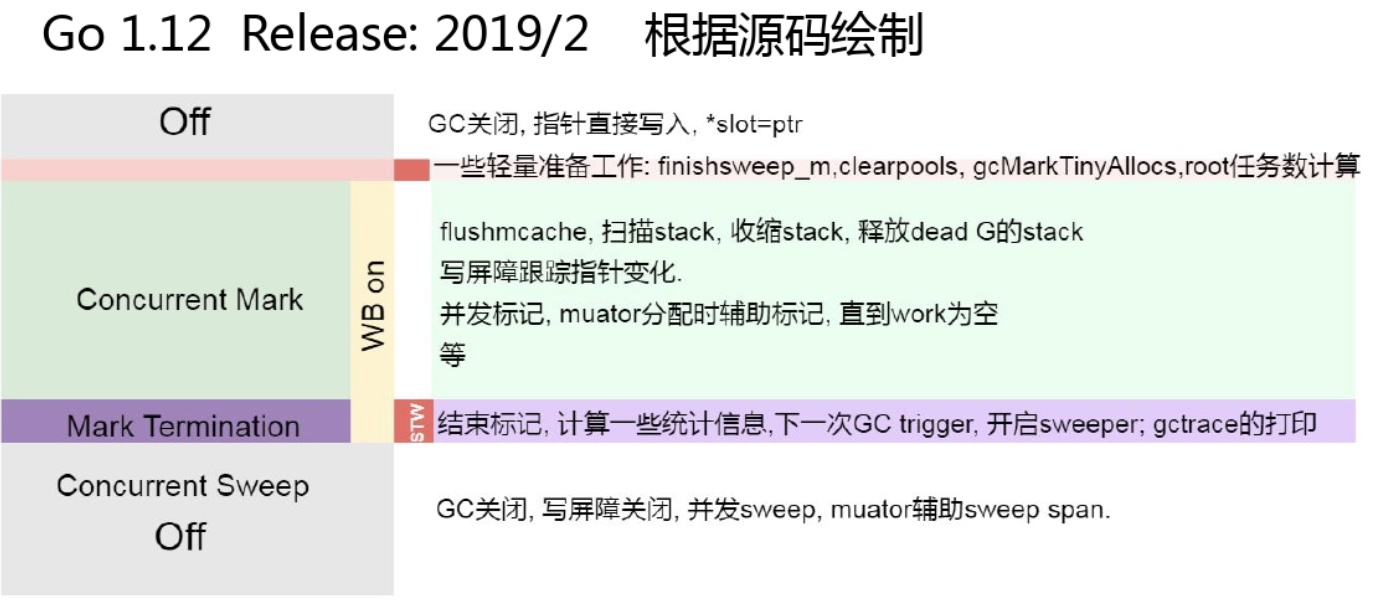 Go 1.12 Release: 2019/2 根据源码绘制
Off
GC关闭, 指针直接写入, *slot=ptr
一些轻量准备工作: finishsweep_m,clearpools, gcMarkTinyAllocs,root任务数计算
Concurrent Mark
WB on
flushmcache, 扫描stack, 收缩stack, 释放dead G的stack
写屏障跟踪指针变化.
并发标记, muator分配时辅助标记, 直到work为空
等
Mark Termination
STW
结束标记, 计算一些统计信息,下一次GC trigger, 开启sweeper; gctrace的打印
Concurrent Sweep
Off
GC关闭, 写屏障关闭, 并发sweep, muator辅助sweep span.